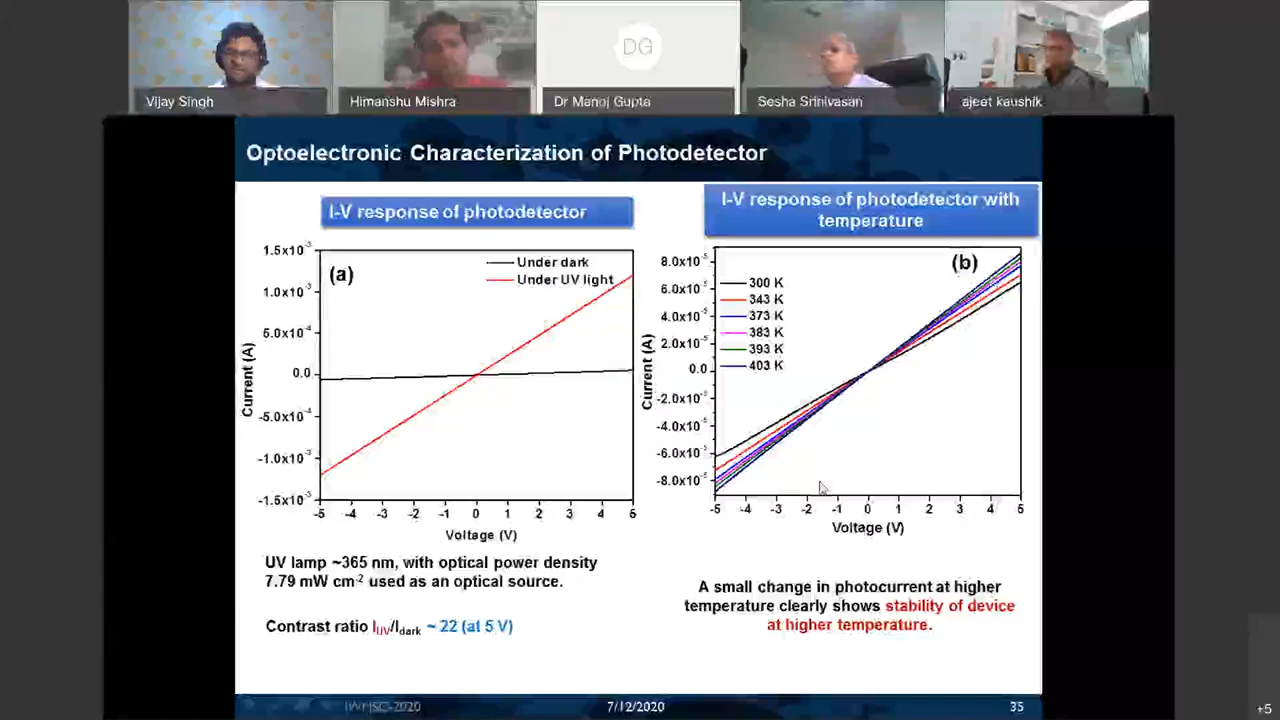 DG
Vijay Singh
Himanshu Mishra
Dr Manoj Gupta
Sesha Srinivasan
ajeet kaushik
Optoelectronic Characterization of Photodetector
I-V response of photodetector
1.5x10⁻³
1.0x10⁻³
5.0x10⁻⁴
0.0
-5.0x10⁻⁴
-1.0x10⁻³
-1.5x10⁻³
Current (A)
(a)
Under dark
Under UV light
-5 -4 -3 -2 -1 0 1 2 3 4 5
Voltage (V)
UV lamp ~365 nm, with optical power density
7.79 mW cm⁻² used as an optical source.
Contrast ratio I_UV/I_dark ~ 22 (at 5 V)
I-V response of photodetector with
temperature
8.0x10⁻⁵
6.0x10⁻⁵
4.0x10⁻⁵
2.0x10⁻⁵
0.0
-2.0x10⁻⁵
-4.0x10⁻⁵
-6.0x10⁻⁵
-8.0x10⁻⁵
Current (A)
(b)
300 K
343 K
373 K
383 K
393 K
403 K
-5 -4 -3 -2 -1 0 1 2 3 4 5
Voltage (V)
A small change in photocurrent at higher
temperature clearly shows stability of device
at higher temperature.
7/12/2020
35
+5